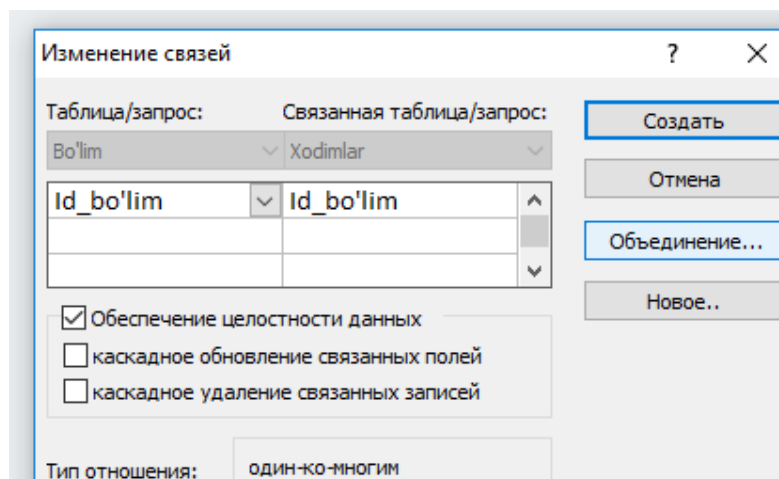 Изменение связей ?
Таблица/запрос: Связанная таблица/запрос:
Создать
Bo'lim Xodimlar
Отмена
Id_bo'lim Id_bo'lim
Объединение...
Новое..
Обеспечение целостности данных
каскадное обновление связанных полей
каскадное удаление связанных записей
Тип отношения: один-ко-многим